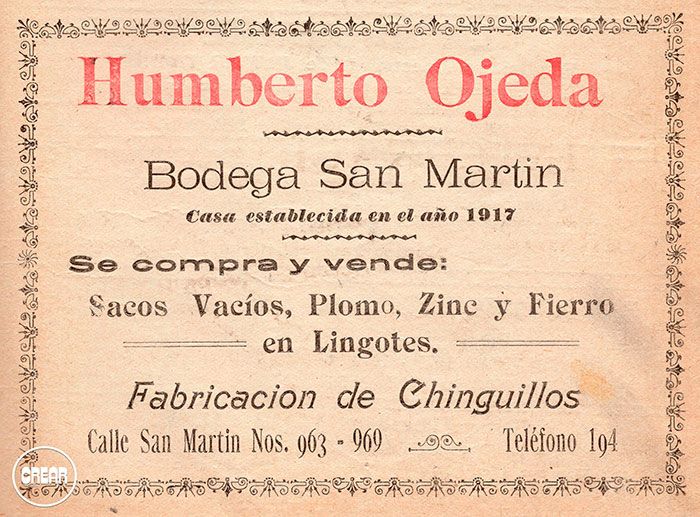 Humberto Ojeda
Bodega San Martin
Casa establecida en el año 1917
Se compra y vende:
Sacos Vacíos, Plomo, Zinc y Fierro
en Lingotes.
Fabricacion de Chinguillos
Calle San Martin Nos. 963 - 969 Teléfono 194
CREAR